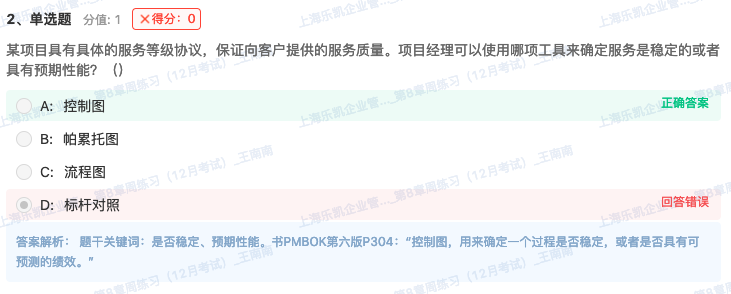 2、单选题 分值: 1 ×得分：0
某项目具有具体的服务等级协议，保证向客户提供的服务质量。项目经理可以使用哪项工具来确定服务是稳定的或者
具有预期性能？（）
A: 控制图 正确答案
B: 帕累托图
C: 流程图
D: 标杆对照 回答错误
答案解析： 题干关键词：是否稳定、预期性能。书PMBOK第六版P304：“控制图，用来确定一个过程是否稳定，或者是否具有可
预测的绩效。”
上海乐凯企业管..._第8章周练习（12月考试）_王南南